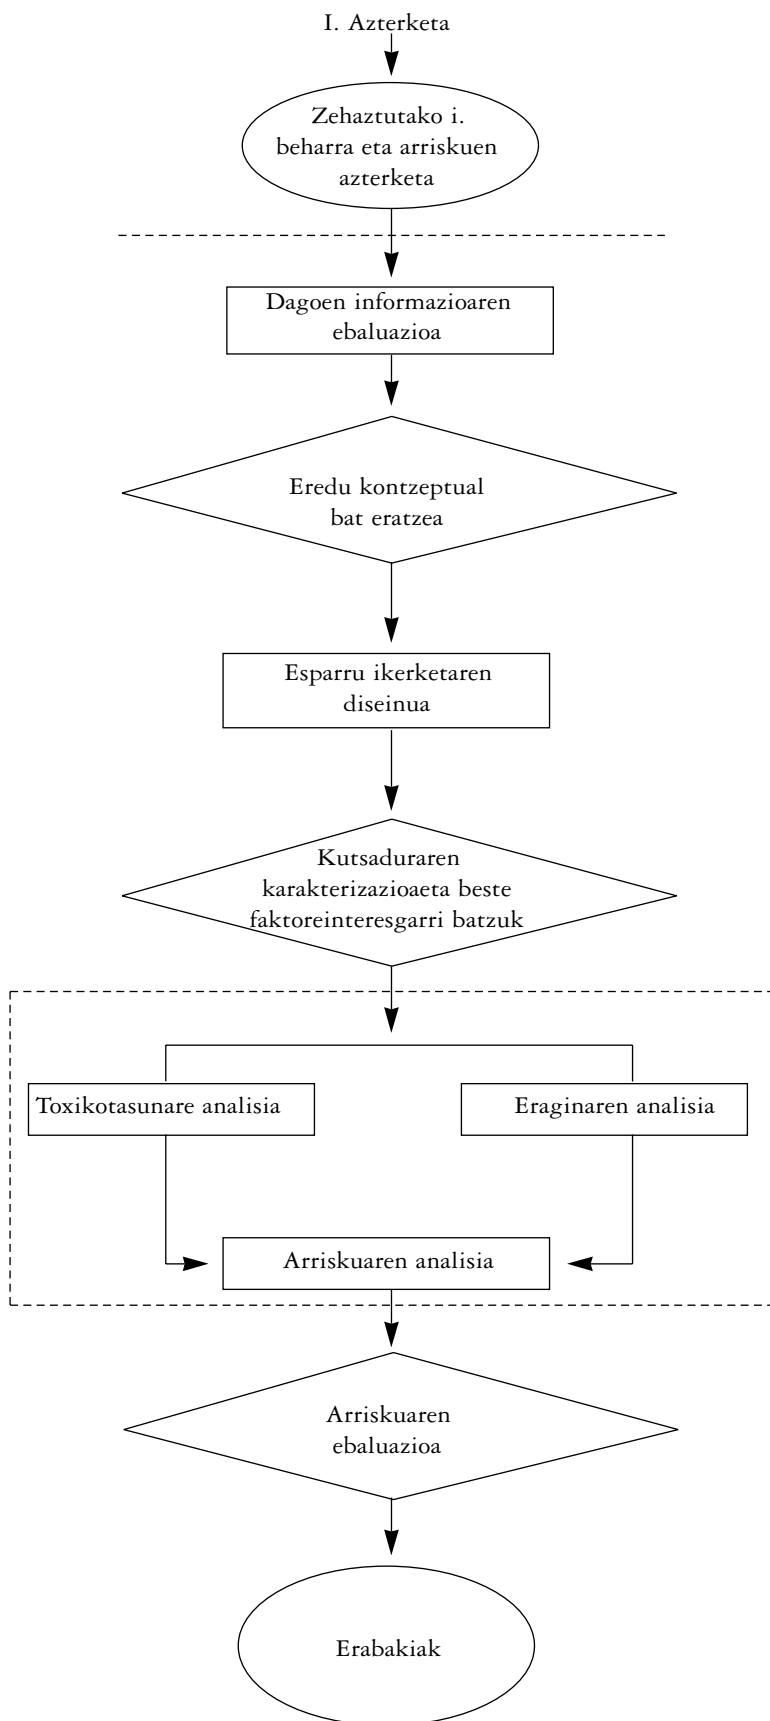 I. Azterketa
Zehaztutako i.
beharra eta arriskuen
azterketa
Dagoen informazioaren
ebaluazioa
Eredu kontzeptual
bat eratzea
Esparru ikerketaren
diseinua
Kutsaduraren
karakterizazioaeta beste
faktoreinteresgarri batzuk
Toxikotasunare analisia
Eraginaren analisia
Arriskuaren analisia
Arriskuaren
ebaluazioa
Erabakiak